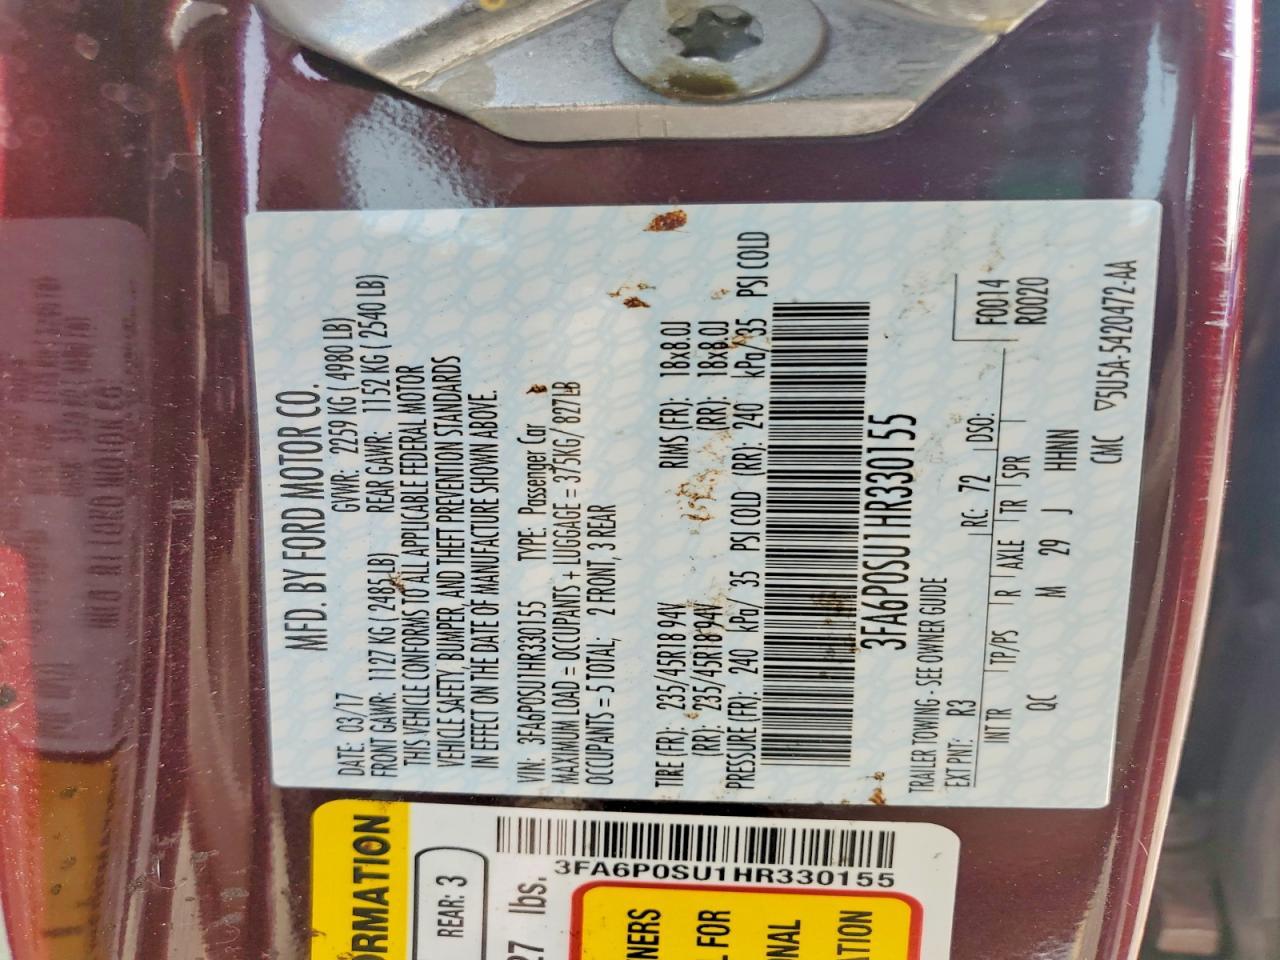 MFD. BY FORD MOTOR CO.
DATE: 03/17 GVWR: 2259 KG ( 4980 LB)
FRONT GAWR: 1127 KG ( 2485 LB) REAR GAWR: 1152 KG ( 2540 LB)
THIS VEHICLE CONFORMS TO ALL APPLICABLE FEDERAL MOTOR
VEHICLE SAFETY, BUMPER, AND THEFT PREVENTION STANDARDS
IN EFFECT ON THE DATE OF MANUFACTURE SHOWN ABOVE.
VIN: 3FA6P0SU1HR330155 TYPE: Passenger Car
MAXIMUM LOAD = OCCUPANTS + LUGGAGE = 375KG/ 827LB
OCCUPANTS = 5 TOTAL; 2 FRONT, 3 REAR
TIRE (FR): 235/45R18 94V RIMS (FR): 18x8.0J
(RR): 235/45R18 94V (RR): 18x8.0J
PRESSURE (FR): 240 kPa/ 35 PSI COLD (RR): 240 kPa/ 35 PSI COLD
3FA6P0SU1HR330155
TRAILER TOWING - SEE OWNER GUIDE
EXT PNT: R3 RC: 72 DSO: F0014
R0020
INT TR TP/PS R AXLE TR SPR
QC M 29 J HHNN
CMC ▽5U5A-5420472-AA
ORMATION
REAR: 3
27 lbs.
3FA6P0SU1HR330155
NERS
L FOR
ONAL
ATION